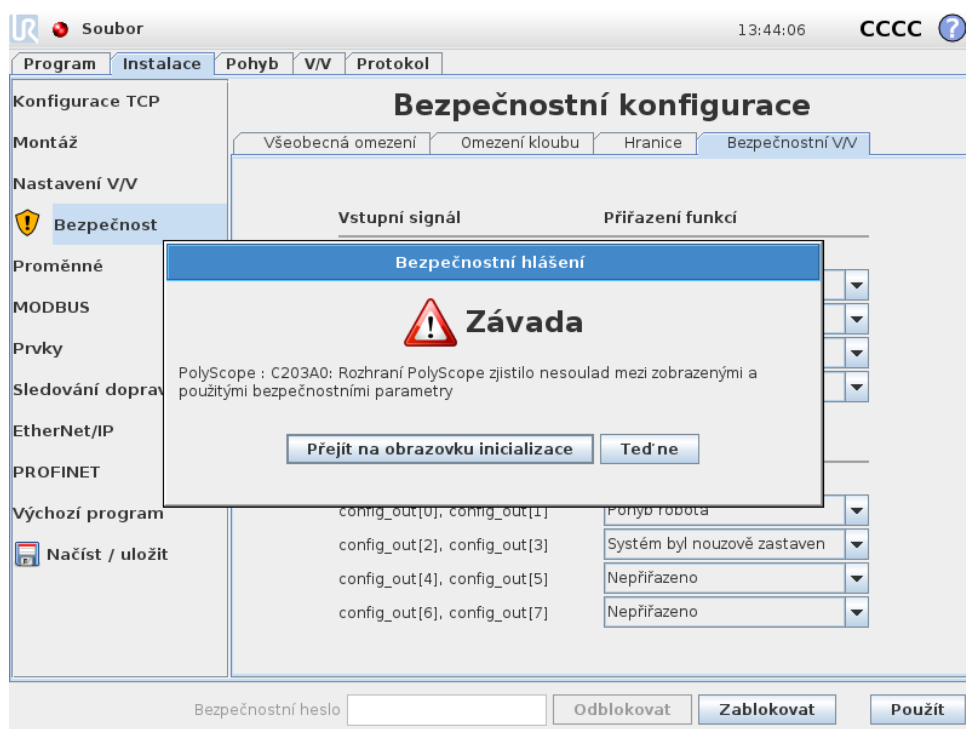 Soubor
13:44:06
CCCC
?
Program
Instalace
Pohyb
V/V
Protokol
Konfigurace TCP
Montáž
Nastavení V/V
Bezpečnost
Proměnné
MODBUS
Prvky
Sledování doprav
EtherNet/IP
PROFINET
Výchozí program
Načíst / uložit
Bezpečnostní konfigurace
Všeobecná omezení
Omezení kloubu
Hranice
Bezpečnostní V/V
Vstupní signál
Přiřazení funkcí
Bezpečnostní hlášení
Závada
PolyScope : C203A0: Rozhraní PolyScope zjistilo nesoulad mezi zobrazenými a
použitými bezpečnostními parametry
Přejít na obrazovku inicializace
Teď ne
config_out[0], config_out[1]
Pohyb robota
config_out[2], config_out[3]
Systém byl nouzově zastaven
config_out[4], config_out[5]
Nepřiřazeno
config_out[6], config_out[7]
Nepřiřazeno
Bezpečnostní heslo
Odblokovat
Zablokovat
Použít